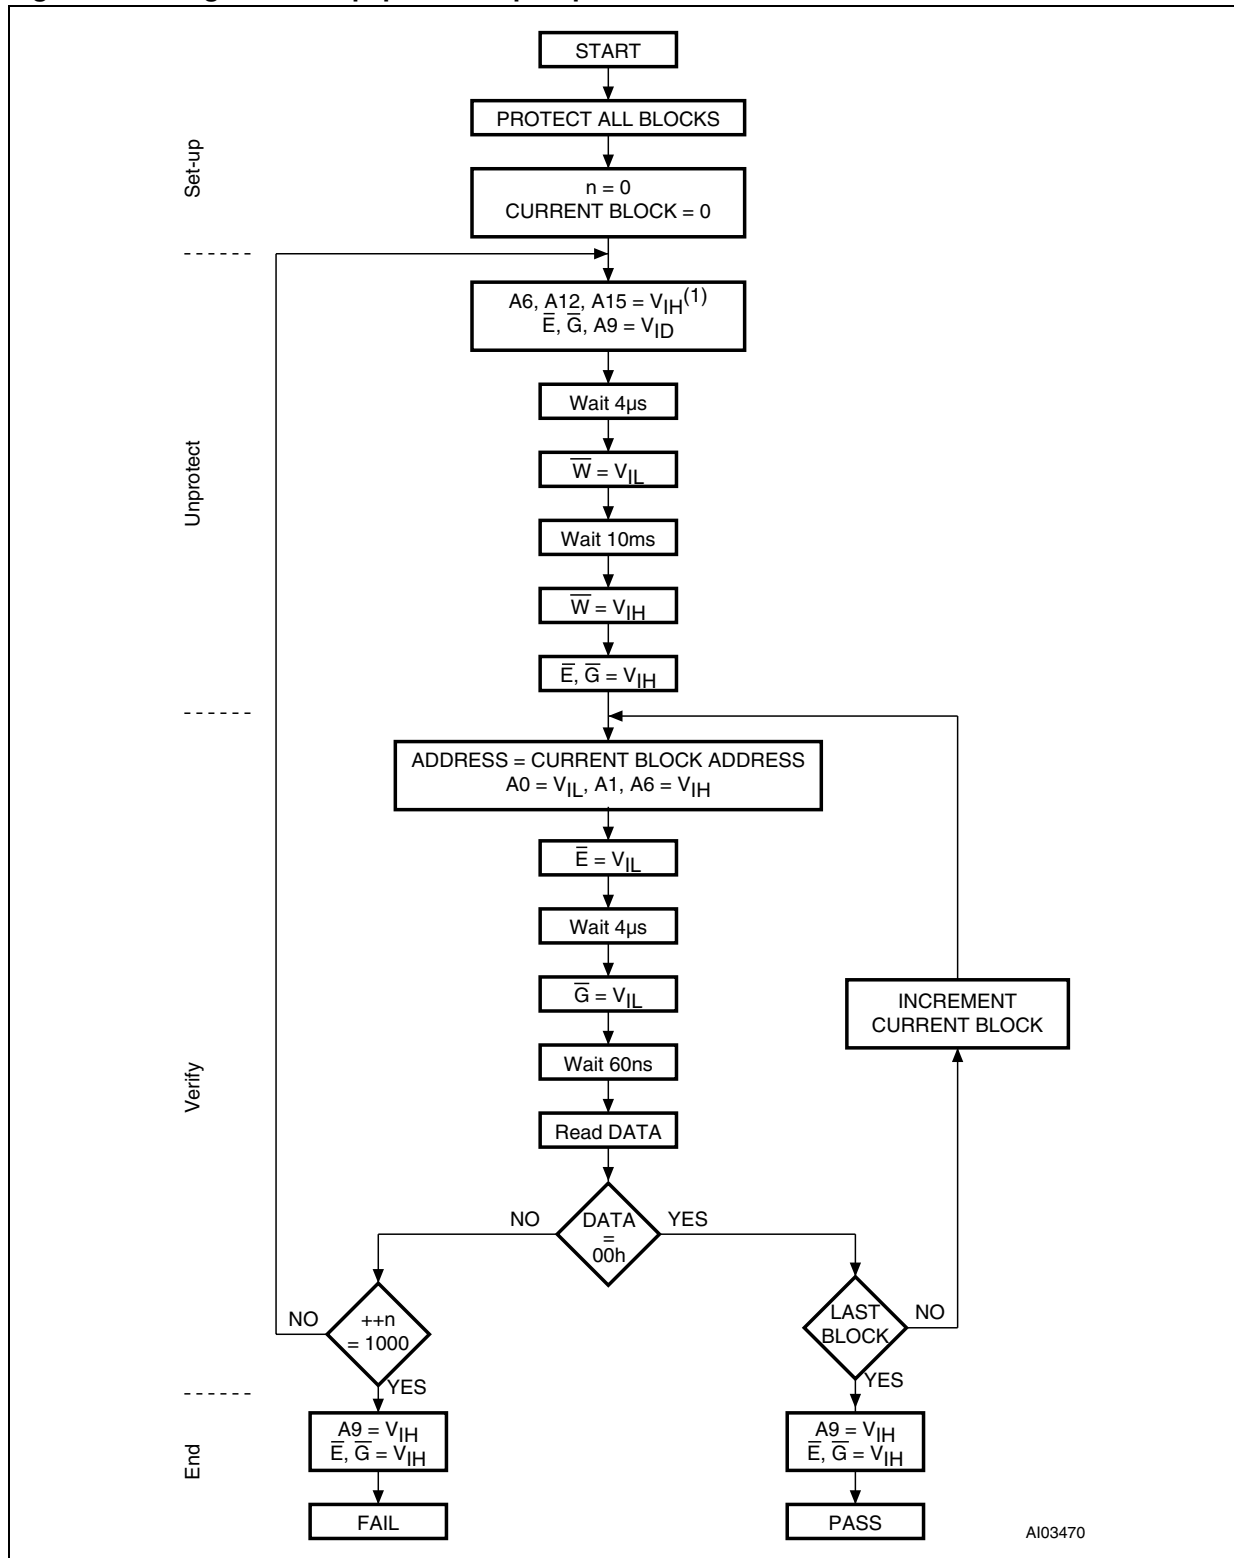 START
PROTECT ALL BLOCKS
Set-up
n = 0
CURRENT BLOCK = 0
A6, A12, A15 = VIH(1)
E̅, G̅, A9 = VID
Wait 4µs
Unprotect
W̅ = VIL
Wait 10ms
W̅ = VIH
E̅, G̅ = VIH
ADDRESS = CURRENT BLOCK ADDRESS
A0 = VIL, A1, A6 = VIH
E̅ = VIL
Wait 4µs
G̅ = VIL
INCREMENT
CURRENT BLOCK
Wait 60ns
Verify
Read DATA
NO
DATA
=
00h
YES
NO
++n
= 1000
YES
LAST
BLOCK
NO
YES
End
A9 = VIH
E̅, G̅ = VIH
A9 = VIH
E̅, G̅ = VIH
FAIL
PASS
AI03470